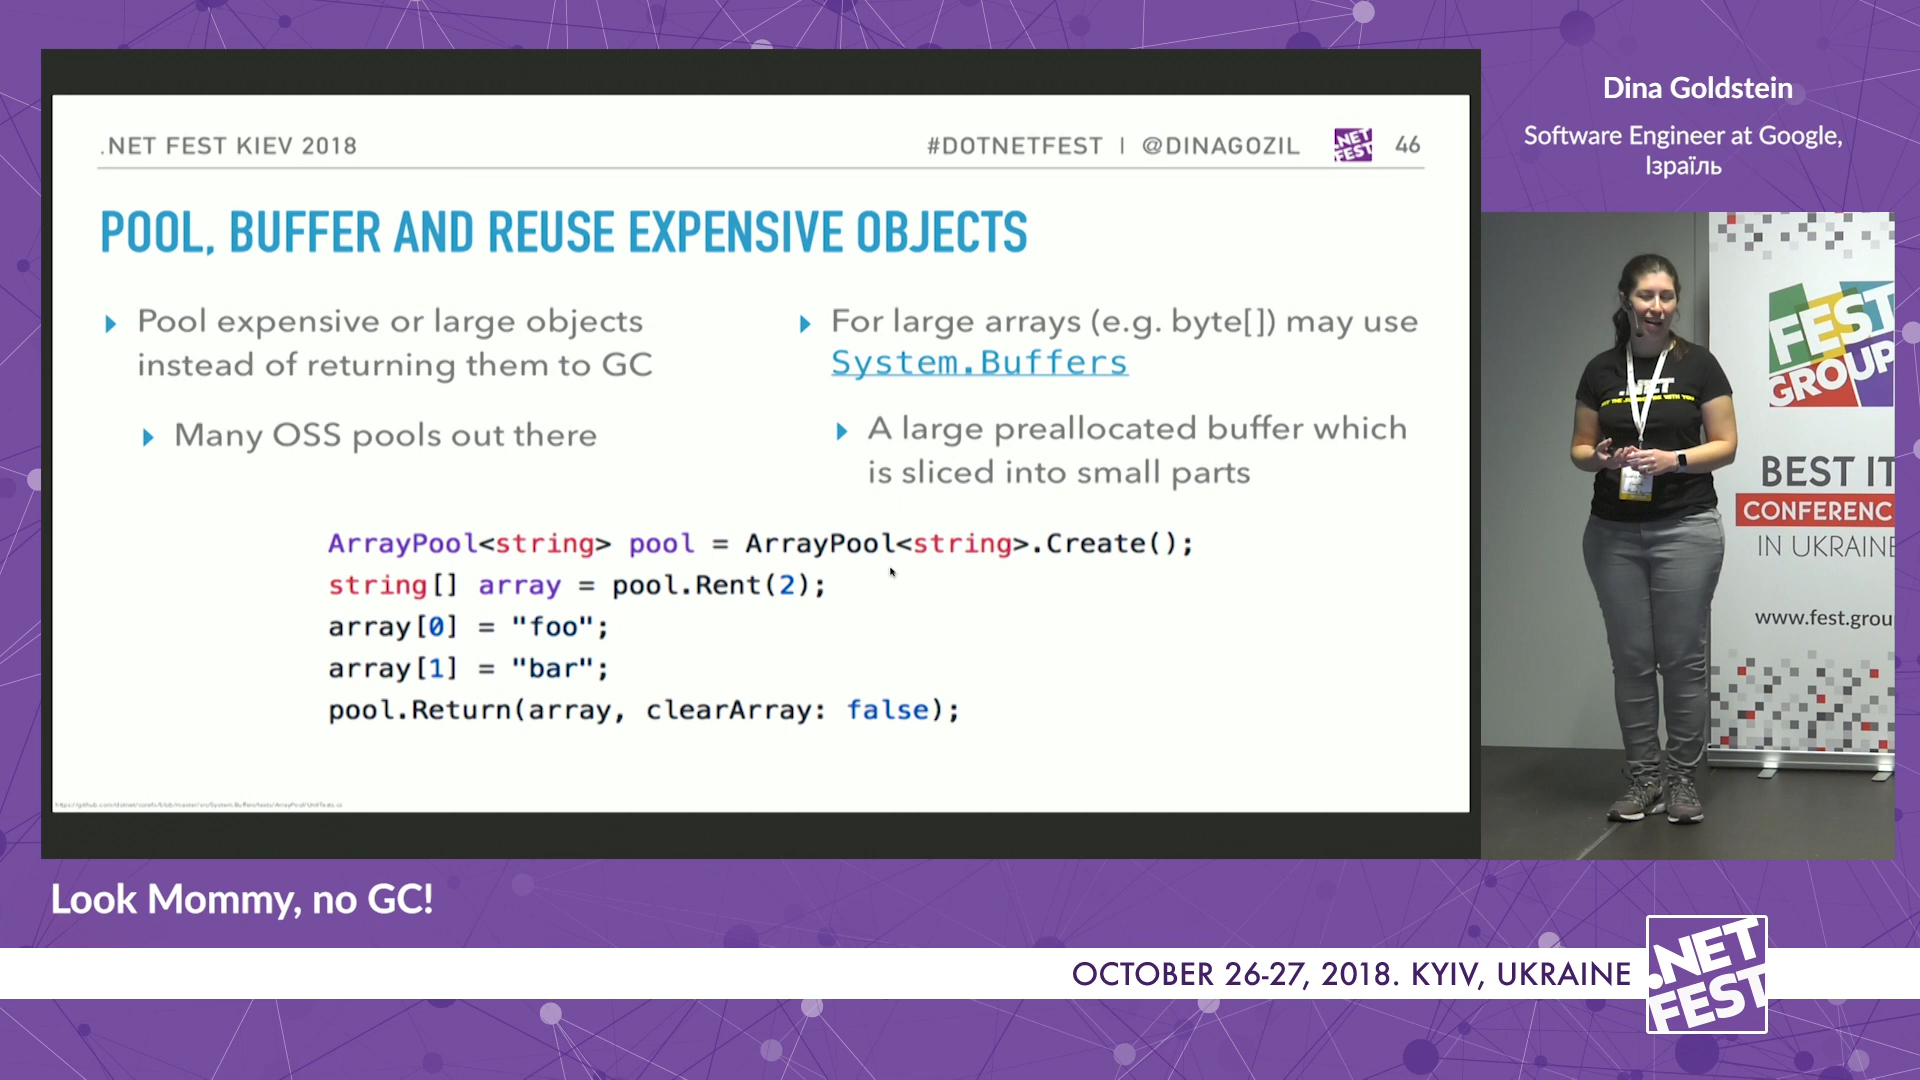 .NET FEST KIEV 2018
#DOTNETFEST | @DINAGOZIL
.NET
FEST
46
POOL, BUFFER AND REUSE EXPENSIVE OBJECTS
Pool expensive or large objects
instead of returning them to GC
Many OSS pools out there
For large arrays (e.g. byte[]) may use
System.Buffers
A large preallocated buffer which
is sliced into small parts
ArrayPool<string> pool = ArrayPool<string>.Create();
string[] array = pool.Rent(2);
array[0] = "foo";
array[1] = "bar";
pool.Return(array, clearArray: false);
Dina Goldstein
Software Engineer at Google,
Ізраїль
.NET
FEST
GROUP
BEST IT
CONFERENC
IN UKRAINE
www.fest.grou
Look Mommy, no GC!
OCTOBER 26-27, 2018. KYIV, UKRAINE
.NET
FEST